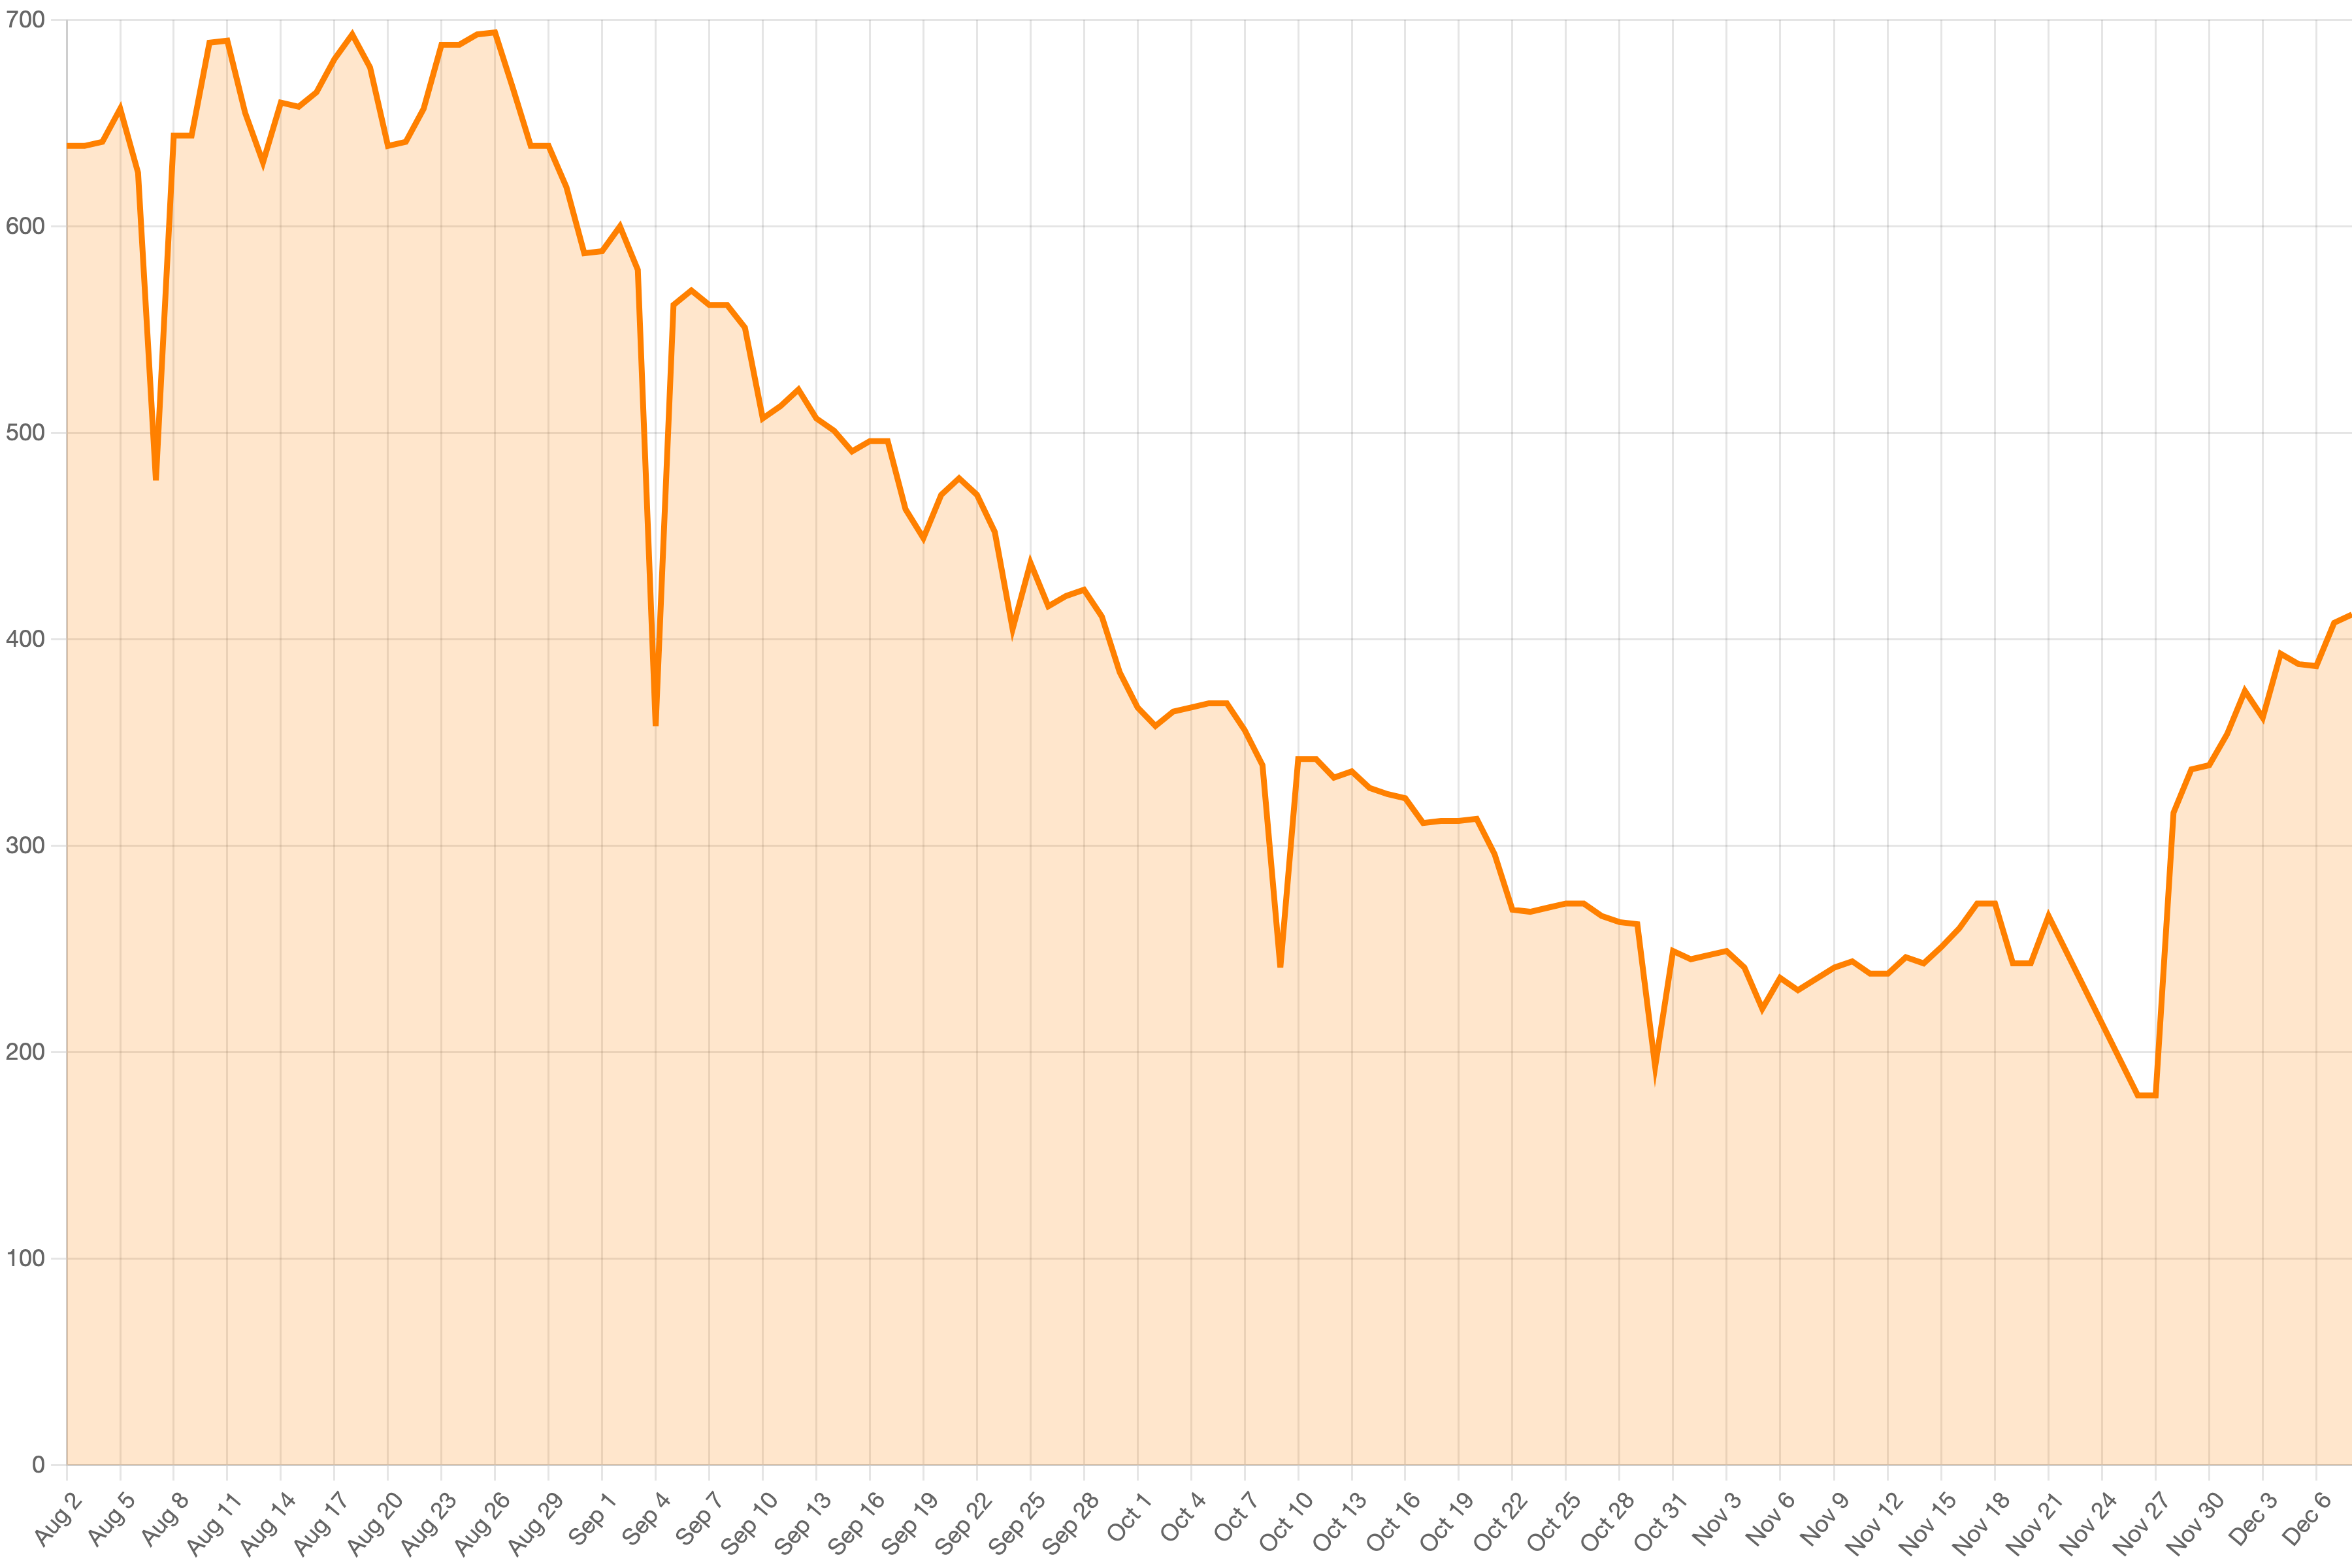 700
600
500
400
300
200
100
0
Aug 2
Aug 5
Aug 8
Aug 11
Aug 14
Aug 17
Aug 20
Aug 23
Aug 26
Aug 29
Sep 1
Sep 4
Sep 7
Sep 10
Sep 13
Sep 16
Sep 19
Sep 22
Sep 25
Sep 28
Oct 1
Oct 4
Oct 7
Oct 10
Oct 13
Oct 16
Oct 19
Oct 22
Oct 25
Oct 28
Oct 31
Nov 3
Nov 6
Nov 9
Nov 12
Nov 15
Nov 18
Nov 21
Nov 24
Nov 27
Nov 30
Dec 3
Dec 6